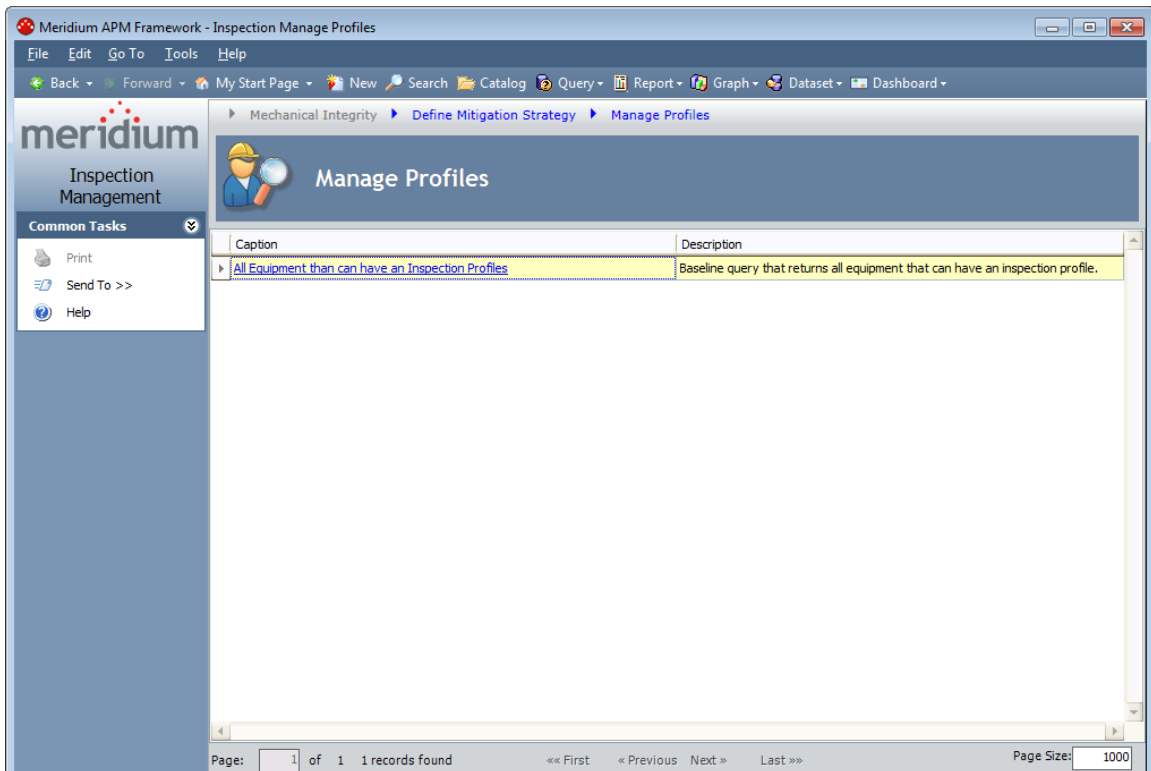 Meridium APM Framework - Inspection Manage Profiles
File Edit Go To Tools Help
Back Forward My Start Page New Search Catalog Query Report Graph Dataset Dashboard
meridium
Inspection
Management
Common Tasks
Print
Send To >>
Help
Mechanical Integrity Define Mitigation Strategy Manage Profiles
Manage Profiles
Caption Description
All Equipment than can have an Inspection Profiles Baseline query that returns all equipment that can have an inspection profile.
Page: 1 of 1 1 records found «« First « Previous Next » Last »» Page Size: 1000